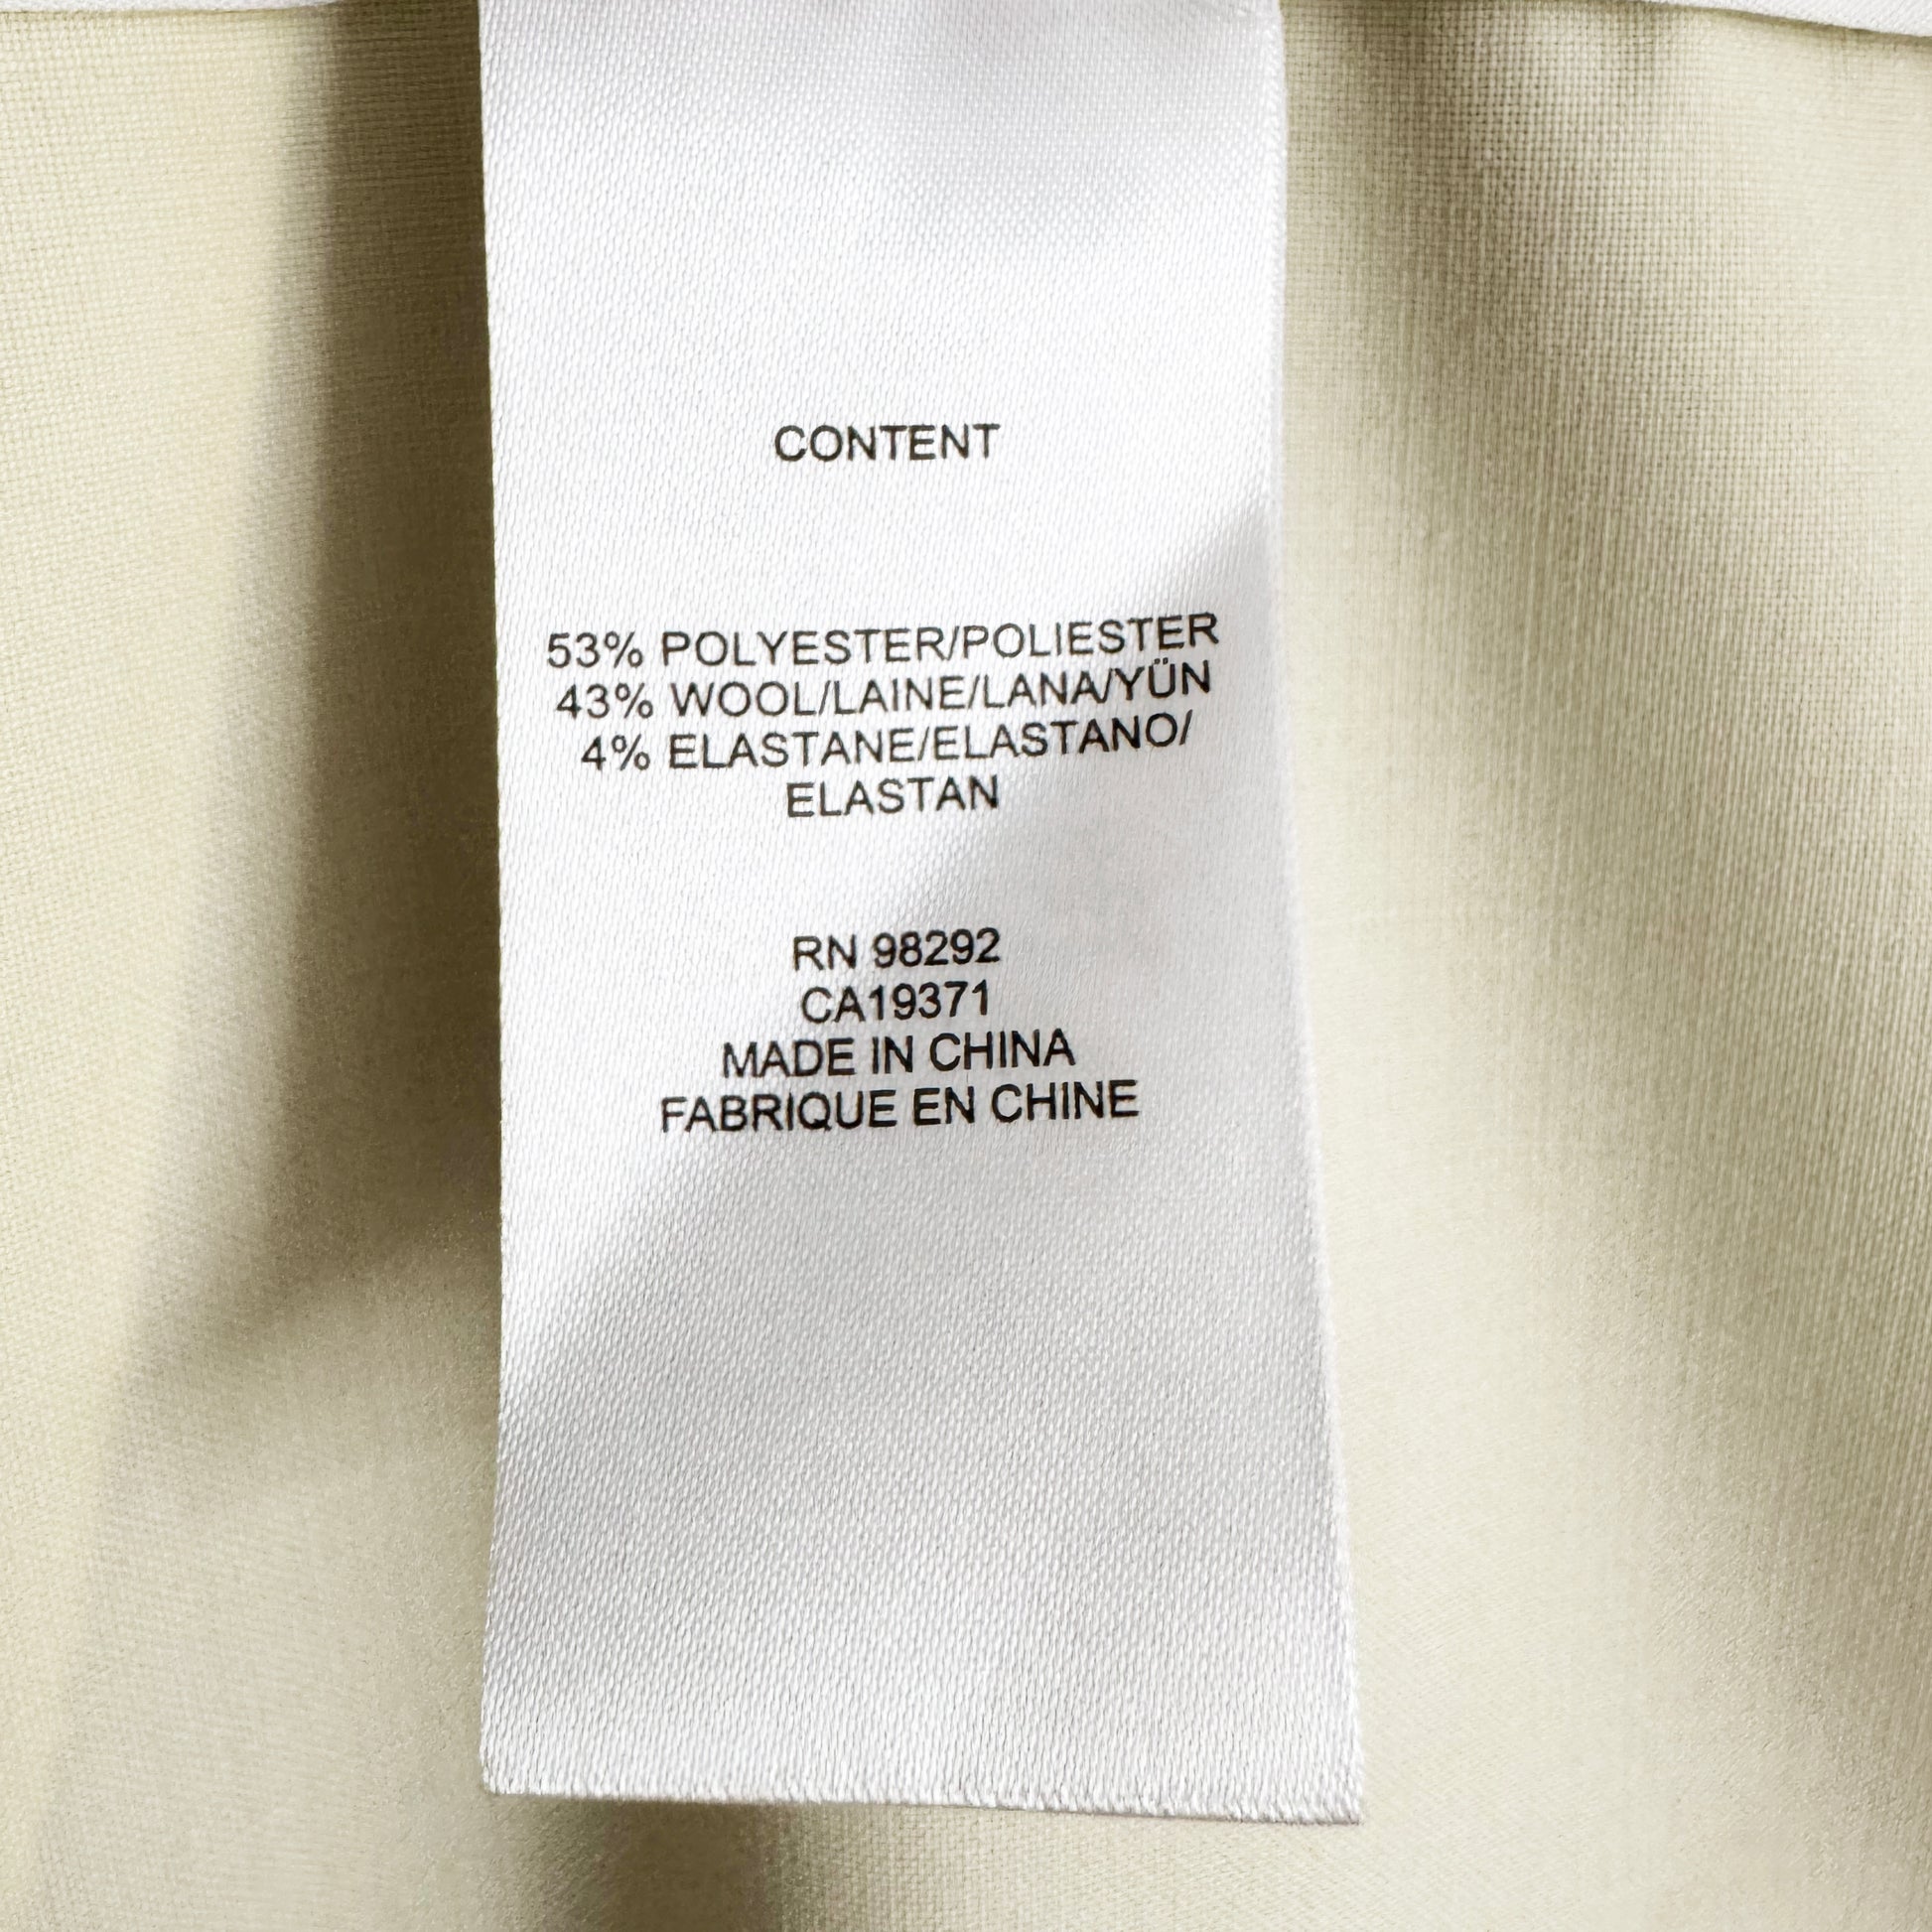 CONTENT
53% POLYESTER/POLIESTER
43% WOOL/LAINE/LANA/YÜN
4% ELASTANE/ELASTANO/
ELASTAN
RN 98292
CA19371
MADE IN CHINA
FABRIQUE EN CHINE